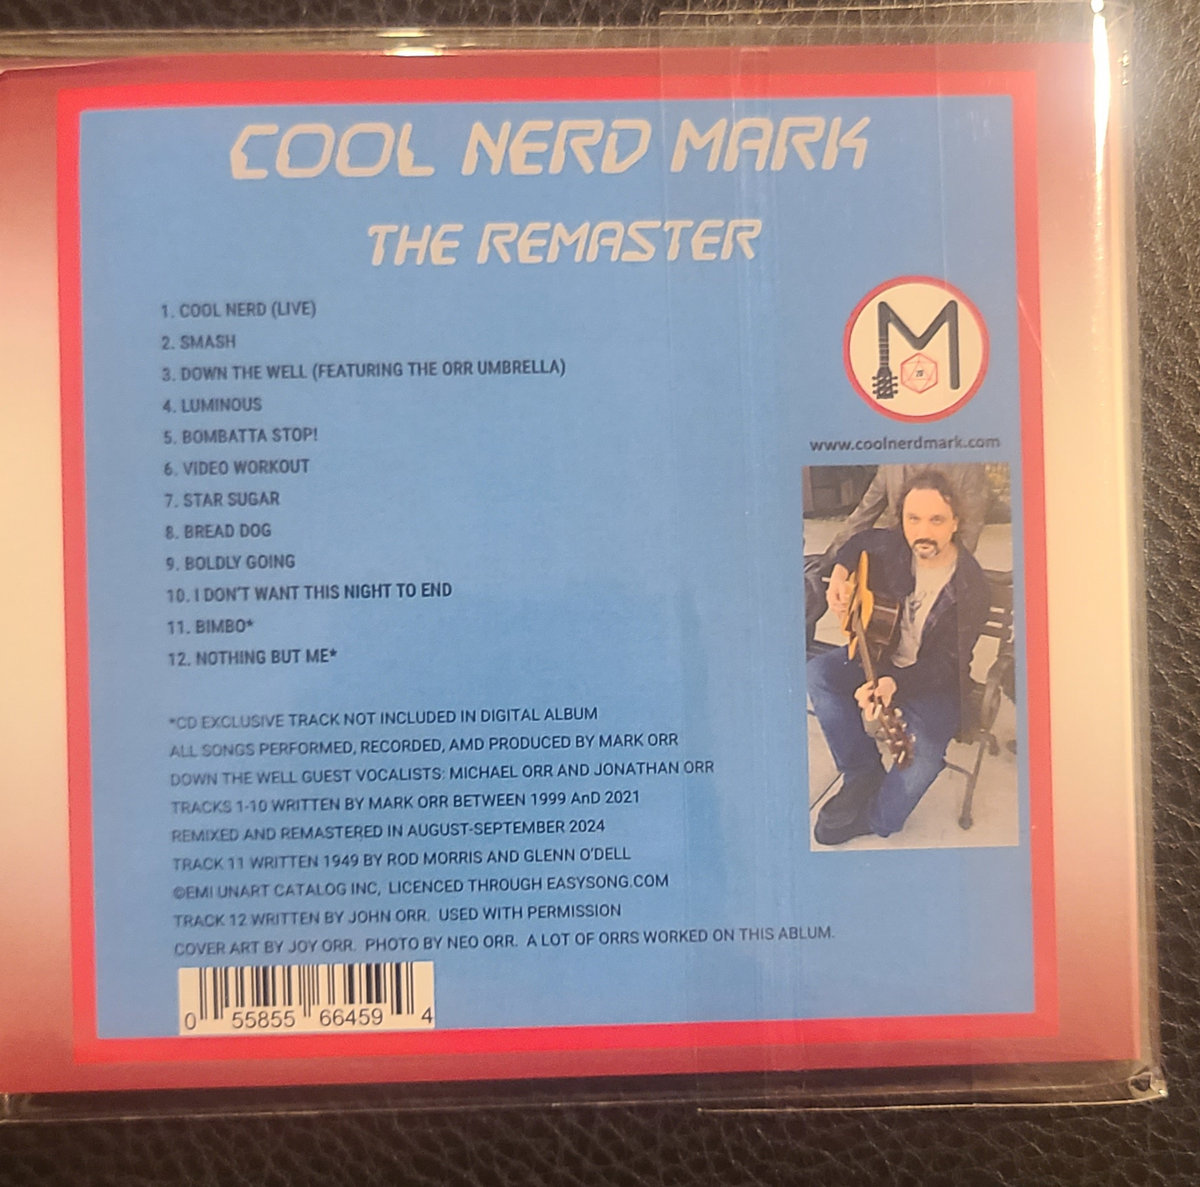 COOL NERD MARK
THE REMASTER
1. COOL NERD (LIVE)
2. SMASH
3. DOWN THE WELL (FEATURING THE ORR UMBRELLA)
4. LUMINOUS
5. BOMBATTA STOP!
6. VIDEO WORKOUT
7. STAR SUGAR
8. BREAD DOG
9. BOLDLY GOING
10. I DON'T WANT THIS NIGHT TO END
11. BIMBO*
12. NOTHING BUT ME*
M
www.coolnerdmark.com
*CD EXCLUSIVE TRACK NOT INCLUDED IN DIGITAL ALBUM
ALL SONGS PERFORMED, RECORDED, AMD PRODUCED BY MARK ORR
DOWN THE WELL GUEST VOCALISTS: MICHAEL ORR AND JONATHAN ORR
TRACKS 1-10 WRITTEN BY MARK ORR BETWEEN 1999 AnD 2021
REMIXED AND REMASTERED IN AUGUST-SEPTEMBER 2024
TRACK 11 WRITTEN 1949 BY ROD MORRIS AND GLENN O'DELL
©EMI UNART CATALOG INC, LICENCED THROUGH EASYSONG.COM
TRACK 12 WRITTEN BY JOHN ORR. USED WITH PERMISSION
COVER ART BY JOY ORR. PHOTO BY NEO ORR. A LOT OF ORRS WORKED ON THIS ABLUM.
0 55855 66459 4